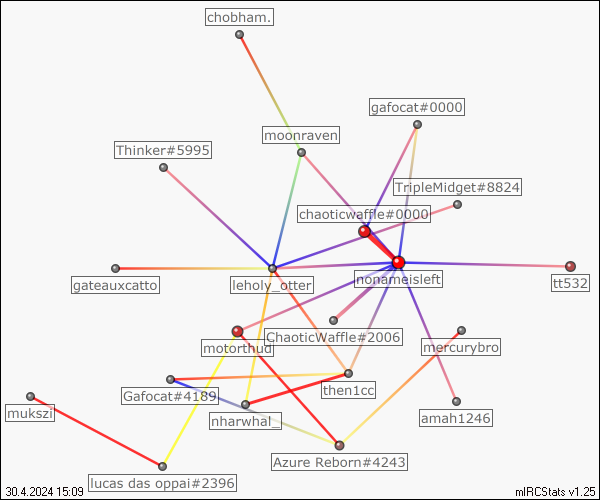 chobham.
gafocat#0000
moonraven
Thinker#5995
TripleMidget#8824
chaoticwaffle#0000
gateauxcatto
leholy_otter
nonameisleft
tt532
motorthud
ChaoticWaffle#2006
mercurybro
Gafocat#4189
then1cc
mukszi
nharwhal_
amah1246
Azure Reborn#4243
lucas das oppai#2396
30.4.2024 15:09
mIRCStats v1.25